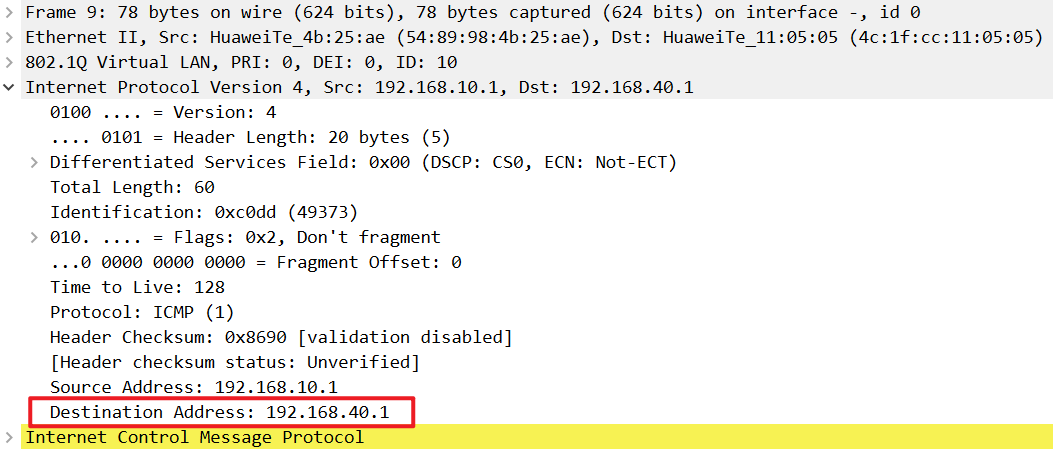 Frame 9: 78 bytes on wire (624 bits), 78 bytes captured (624 bits) on interface -, id 0
Ethernet II, Src: HuaweiTe_4b:25:ae (54:89:98:4b:25:ae), Dst: HuaweiTe_11:05:05 (4c:1f:cc:11:05:05)
802.1Q Virtual LAN, PRI: 0, DEI: 0, ID: 10
Internet Protocol Version 4, Src: 192.168.10.1, Dst: 192.168.40.1
0100 .... = Version: 4
.... 0101 = Header Length: 20 bytes (5)
Differentiated Services Field: 0x00 (DSCP: CS0, ECN: Not-ECT)
Total Length: 60
Identification: 0xc0dd (49373)
010. .... = Flags: 0x2, Don't fragment
...0 0000 0000 0000 = Fragment Offset: 0
Time to Live: 128
Protocol: ICMP (1)
Header Checksum: 0x8690 [validation disabled]
[Header checksum status: Unverified]
Source Address: 192.168.10.1
Destination Address: 192.168.40.1
Internet Control Message Protocol